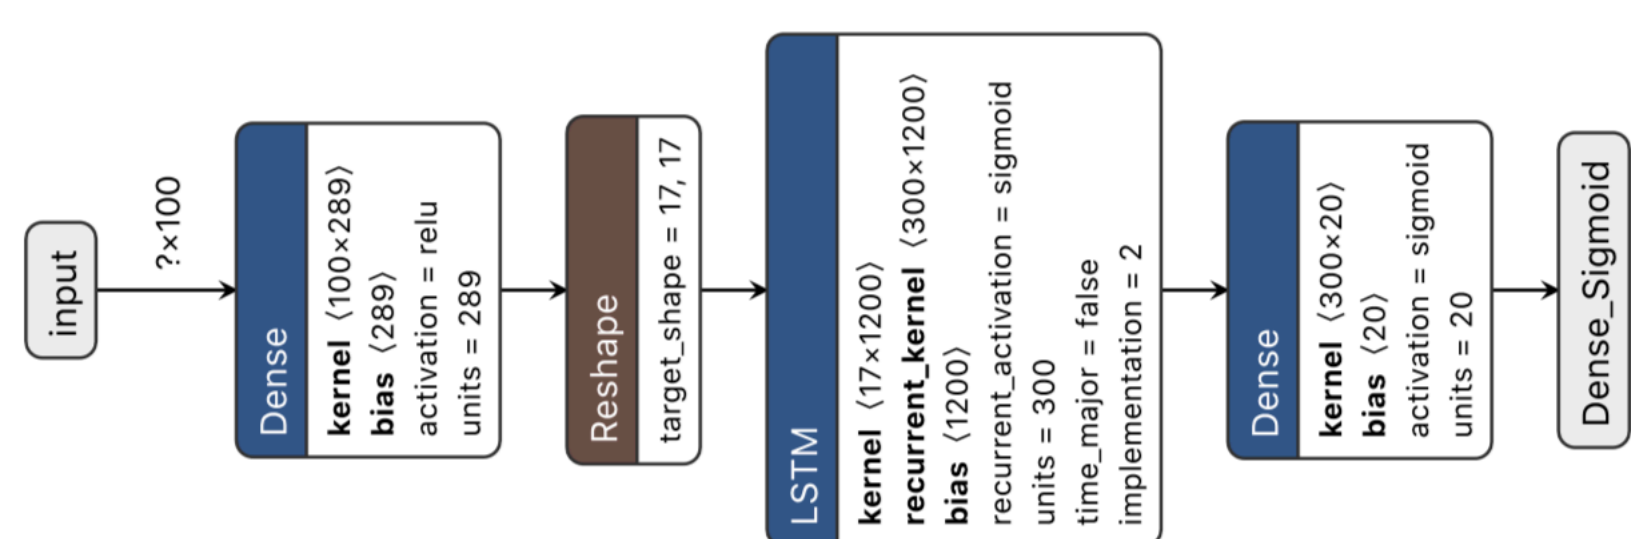 input
?×100
Dense
kernel ⟨100×289⟩
bias ⟨289⟩
activation = relu
units = 289
Reshape
target_shape = 17, 17
LSTM
kernel ⟨17×1200⟩
recurrent_kernel ⟨300×1200⟩
bias ⟨1200⟩
recurrent_activation = sigmoid
units = 300
time_major = false
implementation = 2
Dense
kernel ⟨300×20⟩
bias ⟨20⟩
activation = sigmoid
units = 20
Dense_Sigmoid